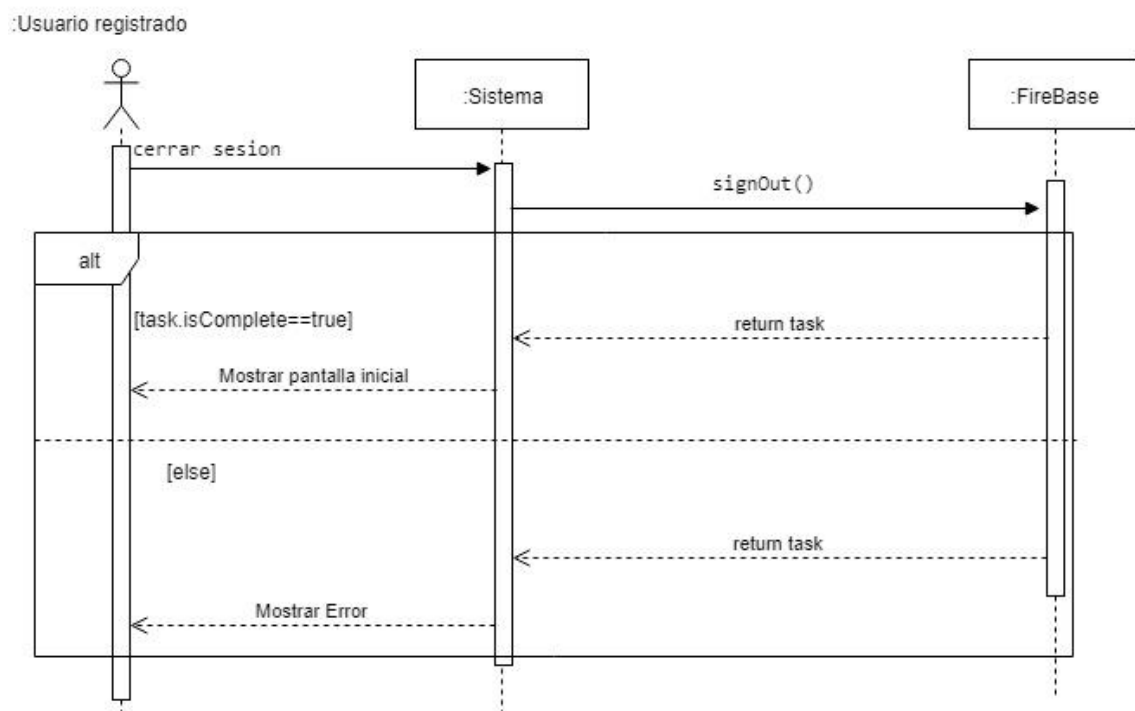 :Usuario registrado
:Sistema
:FireBase
cerrar sesion
signOut()
alt
[task.isComplete==true]
return task
Mostrar pantalla inicial
[else]
return task
Mostrar Error